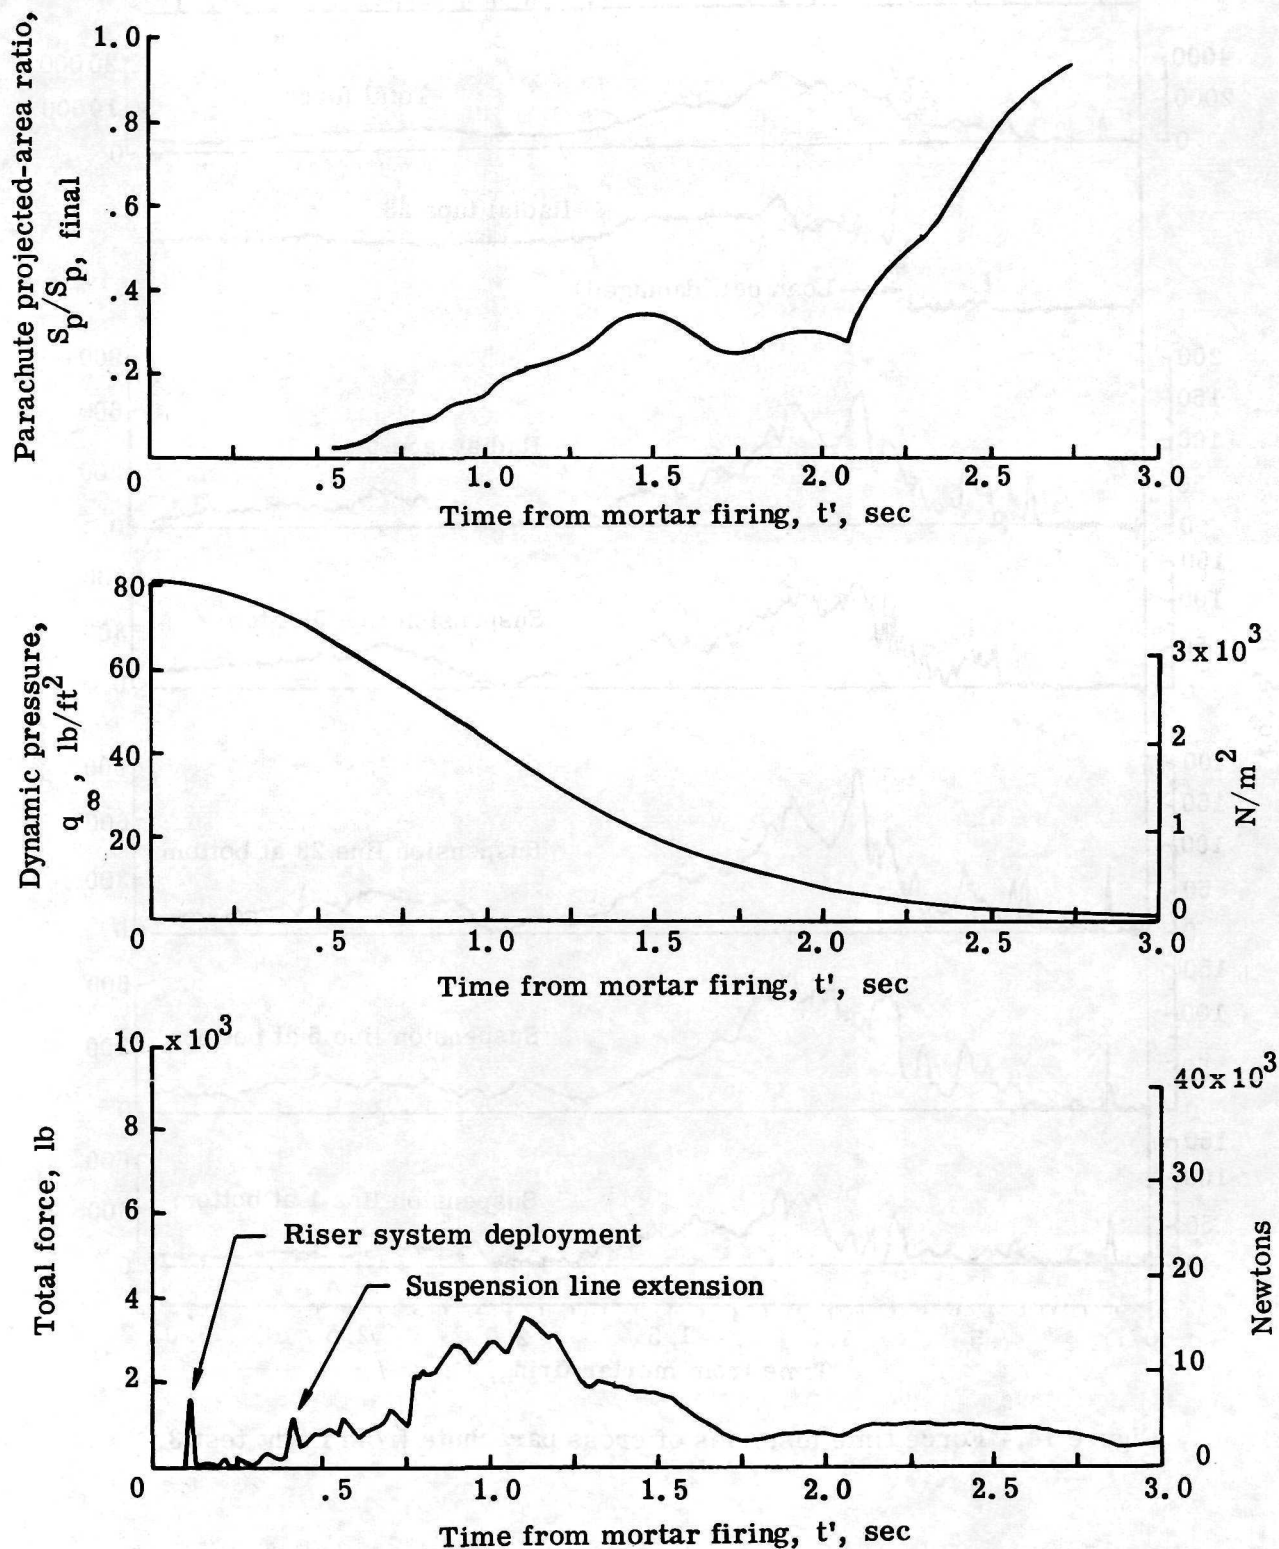 Parachute projected-area ratio,
Sp/Sp, final
1.0
.8
.6
.4
.2
0
.5
1.0
1.5
2.0
2.5
3.0
Time from mortar firing, t', sec
Dynamic pressure,
q∞, lb/ft²
80
60
40
20
0
3 x 10³
2
1
0
N/m²
.5
1.0
1.5
2.0
2.5
3.0
Time from mortar firing, t', sec
Total force, lb
10 x 10³
8
6
4
2
0
Riser system deployment
Suspension line extension
40 x 10³
30
20
10
0
Newtons
.5
1.0
1.5
2.0
2.5
3.0
Time from mortar firing, t', sec